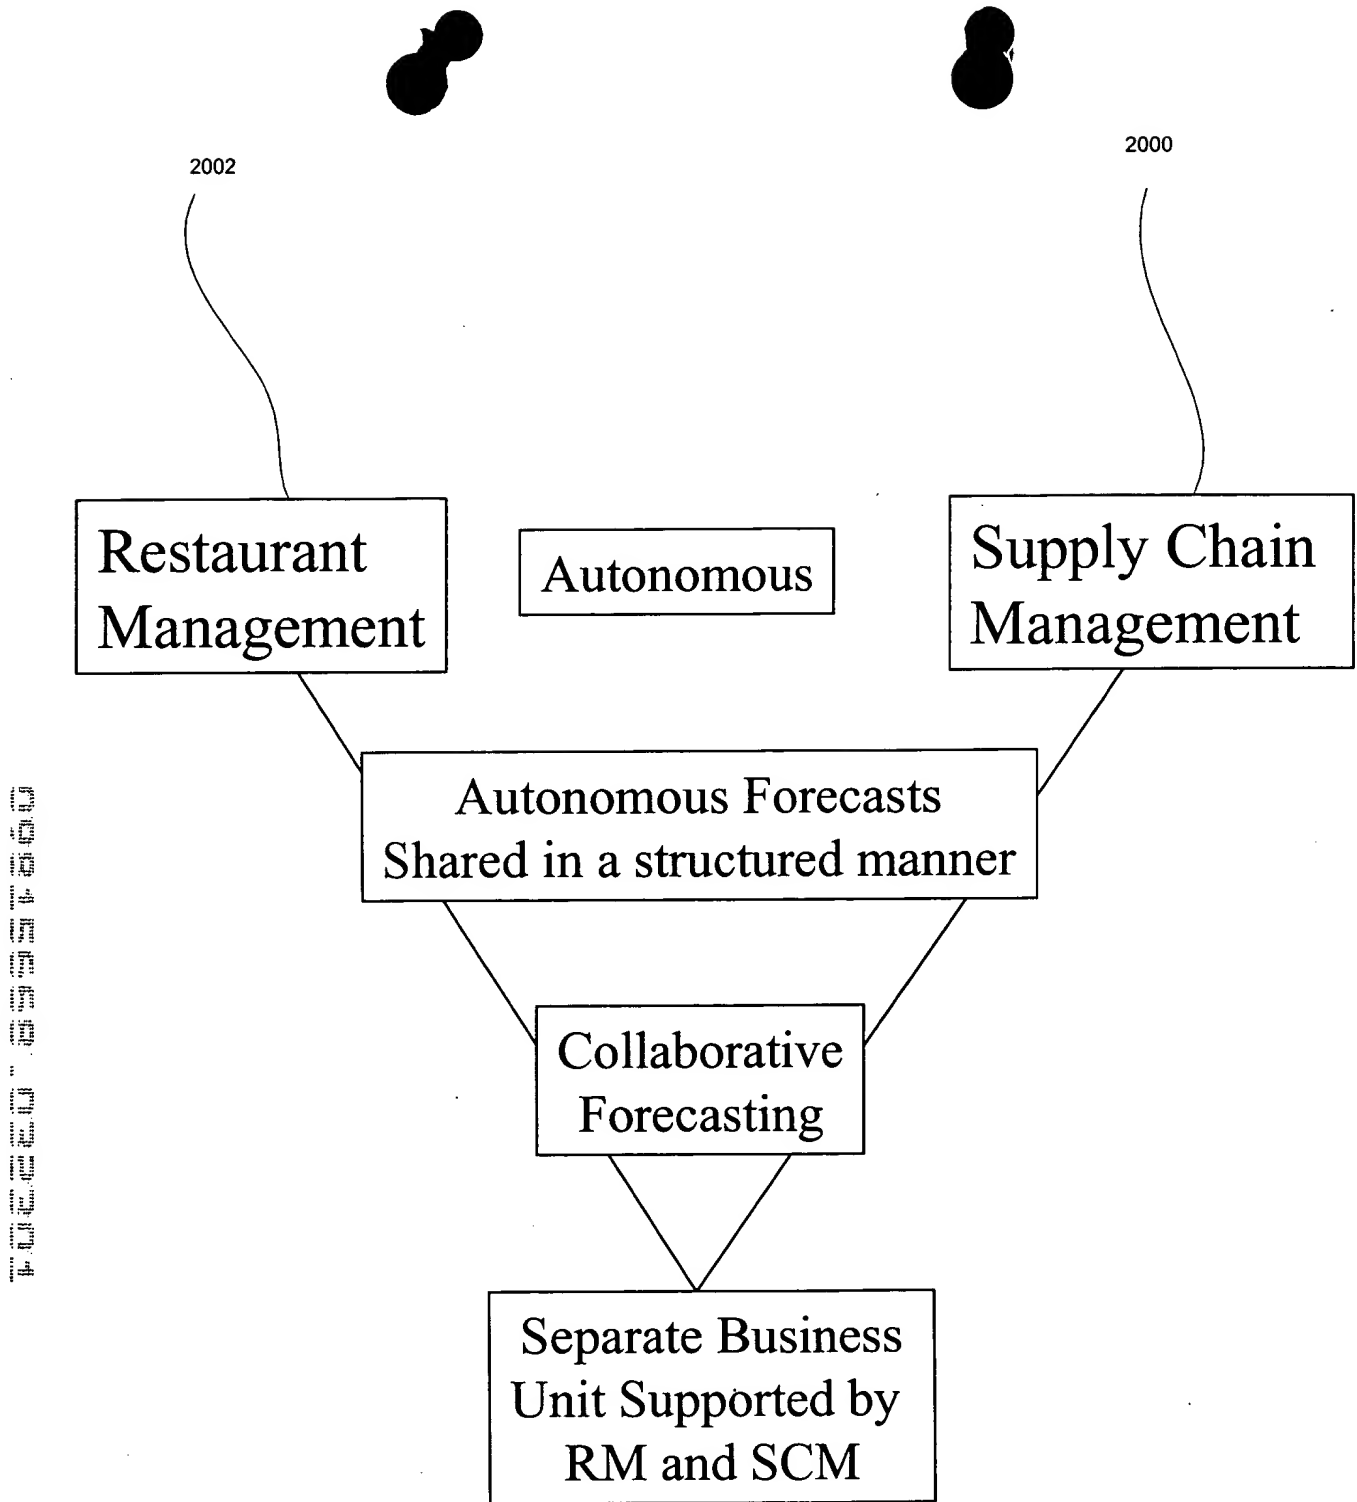 2002
2000
Restaurant
Management
Autonomous
Supply Chain
Management
Autonomous Forecasts
Shared in a structured manner
Collaborative
Forecasting
Separate Business
Unit Supported by
RM and SCM